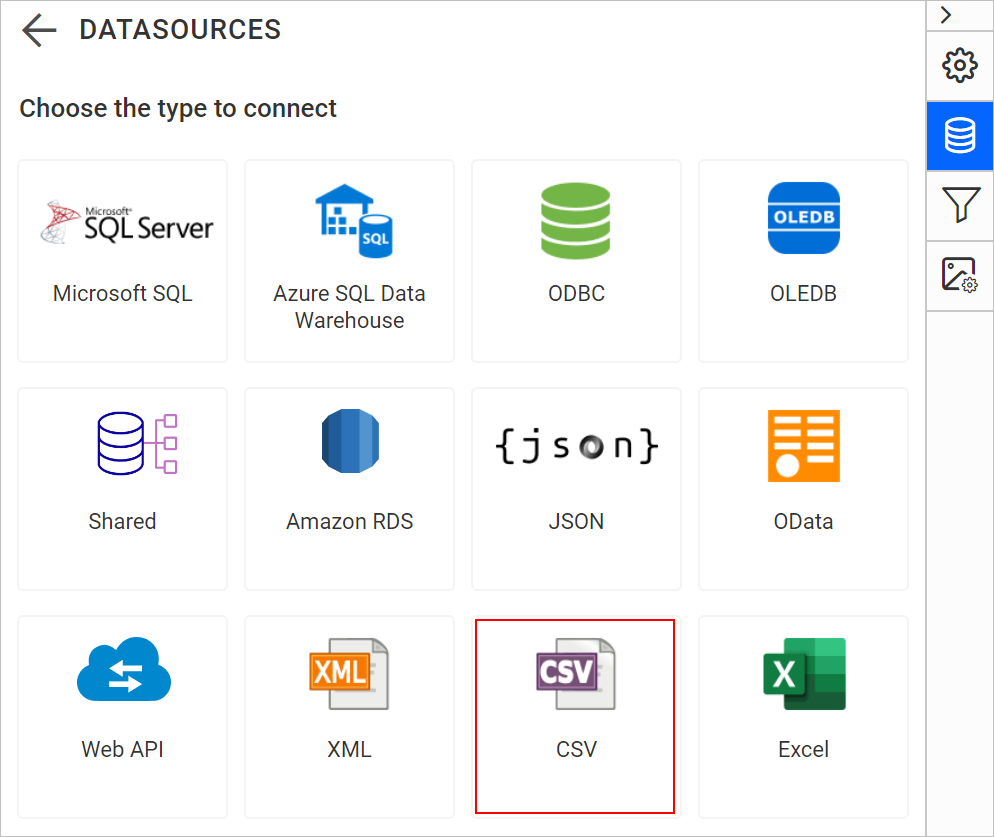 DATASOURCES
Choose the type to connect
Microsoft®
SQL Server
Microsoft SQL
SQL
Azure SQL Data
Warehouse
ODBC
OLEDB
OLEDB
Shared
Amazon RDS
{json}
JSON
OData
Web API
XML
XML
CSV
CSV
X
Excel